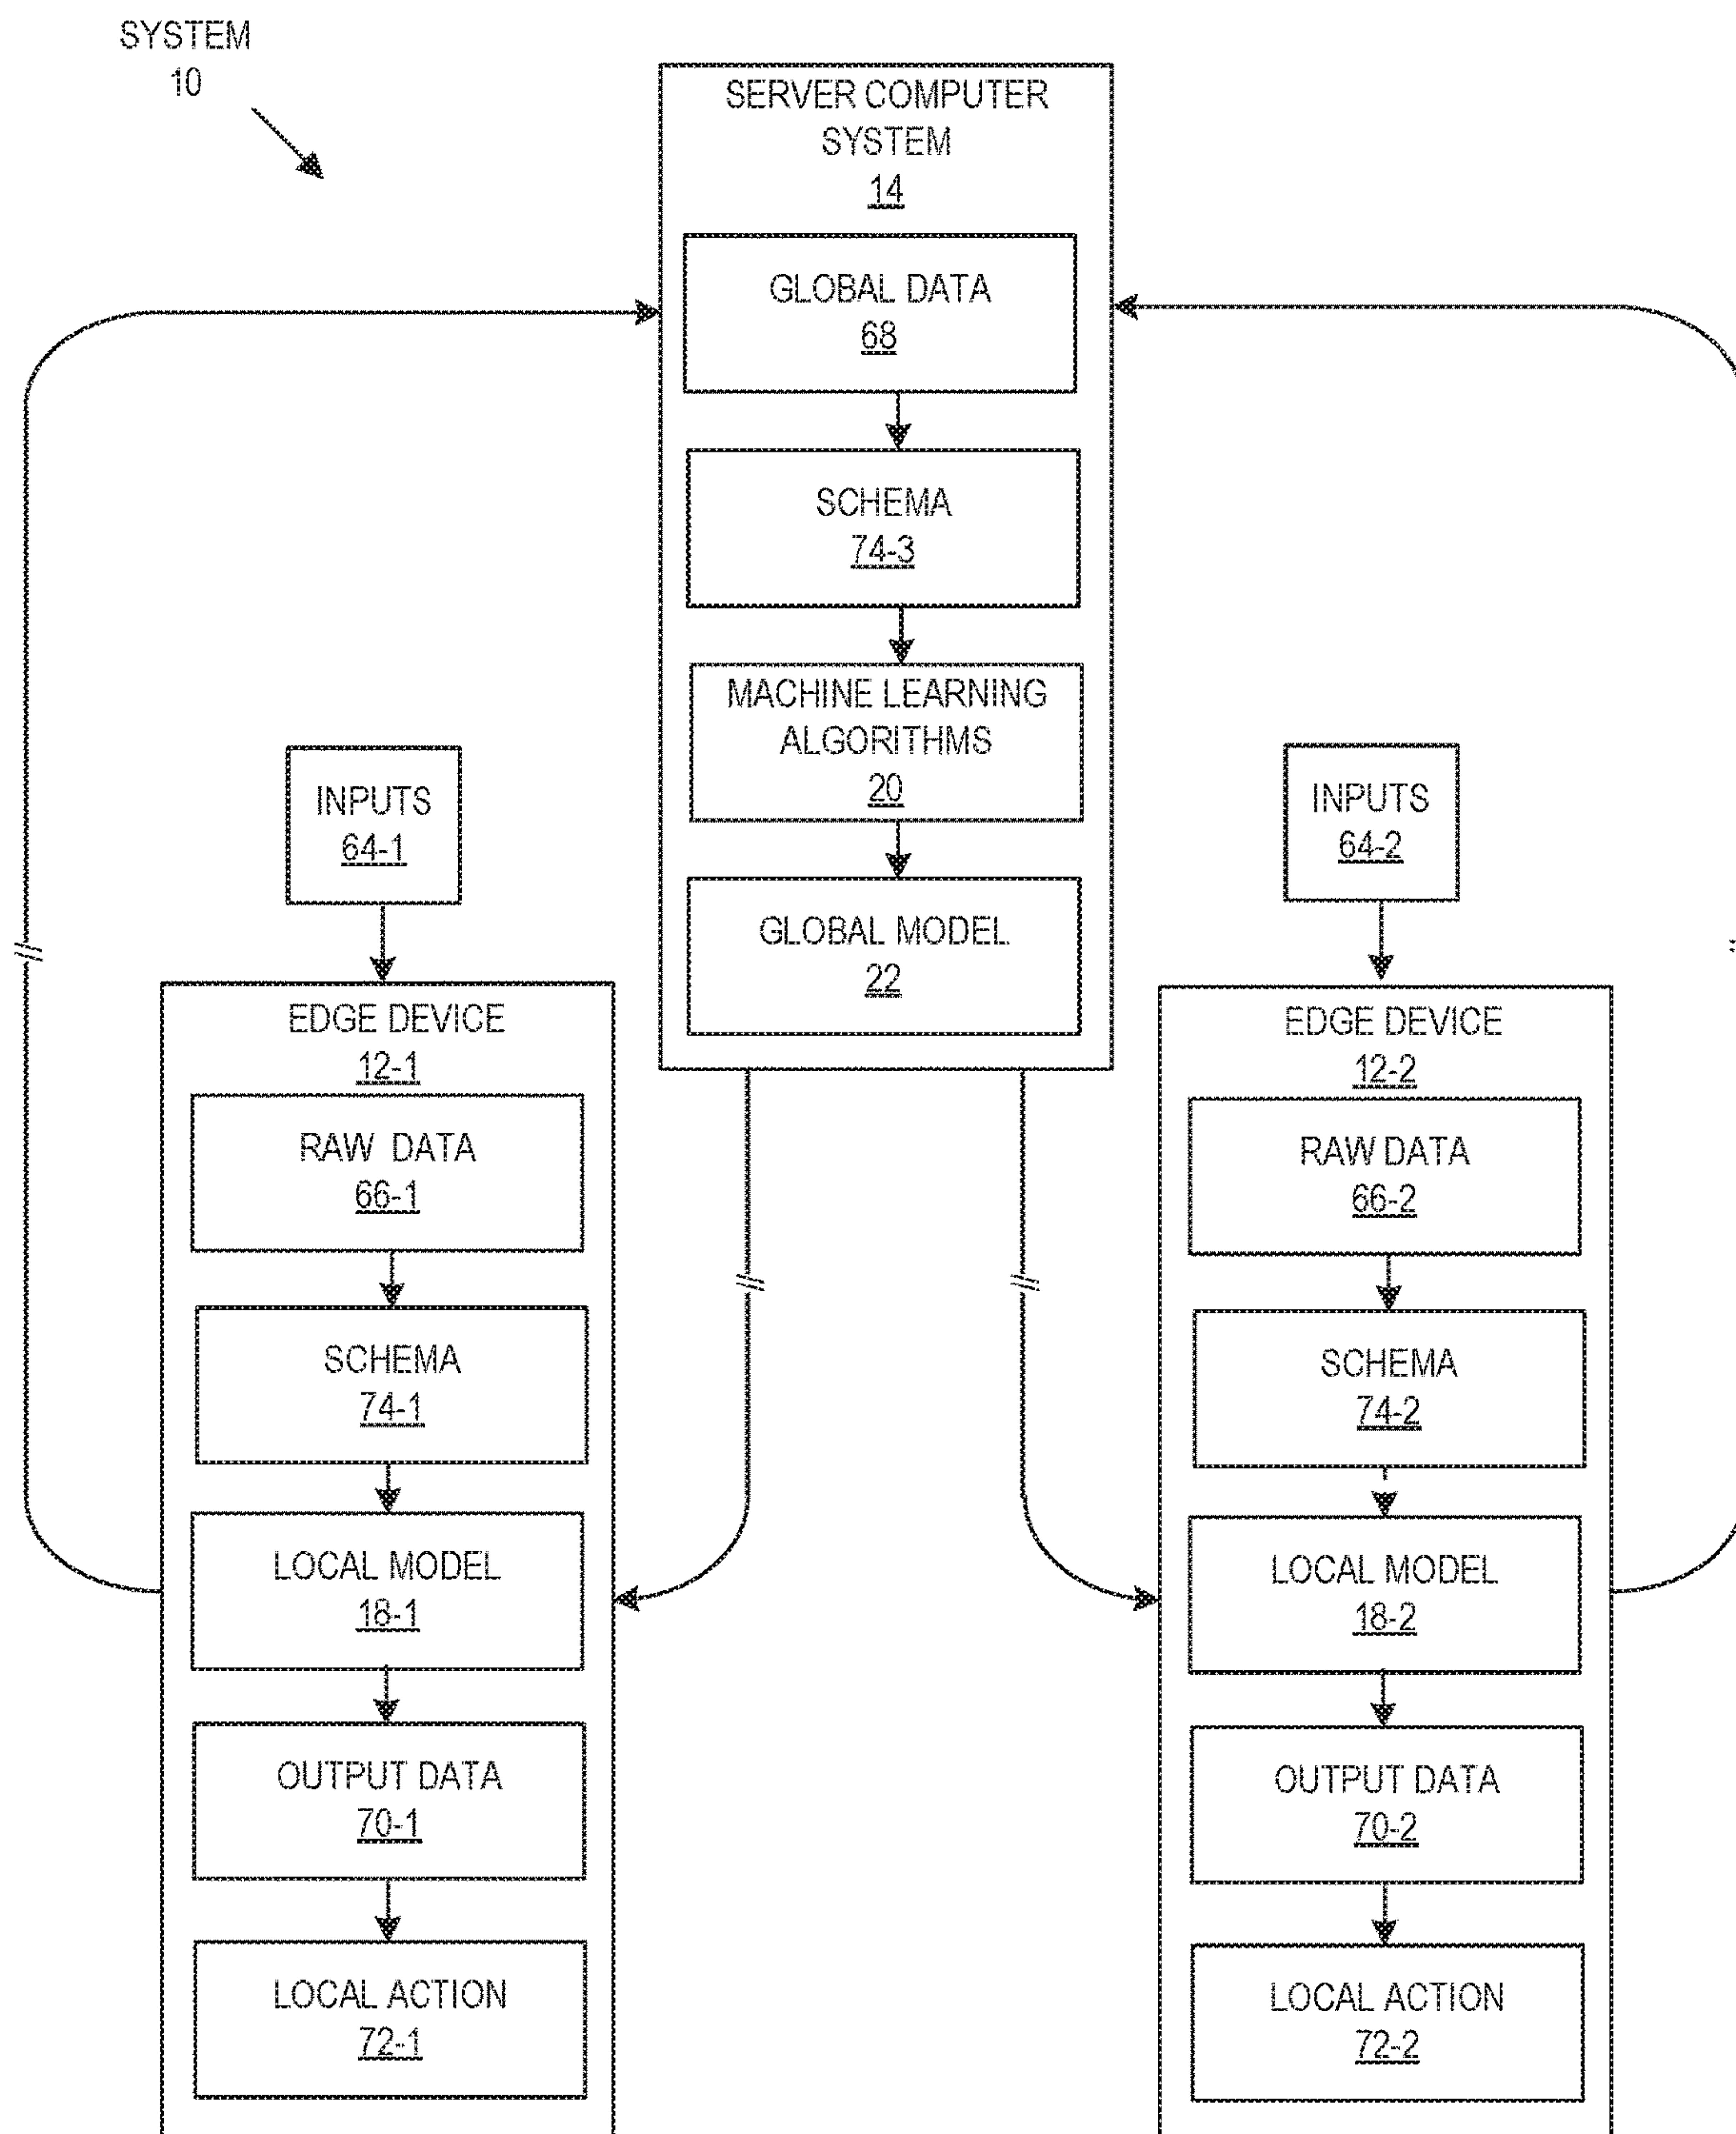 SYSTEM
10
SERVER COMPUTER
SYSTEM
14
GLOBAL DATA
68
SCHEMA
74-3
MACHINE LEARNING
ALGORITHMS
20
GLOBAL MODEL
22
INPUTS
64-1
EDGE DEVICE
12-1
RAW DATA
66-1
SCHEMA
74-1
LOCAL MODEL
18-1
OUTPUT DATA
70-1
LOCAL ACTION
72-1
INPUTS
64-2
EDGE DEVICE
12-2
RAW DATA
66-2
SCHEMA
74-2
LOCAL MODEL
18-2
OUTPUT DATA
70-2
LOCAL ACTION
72-2